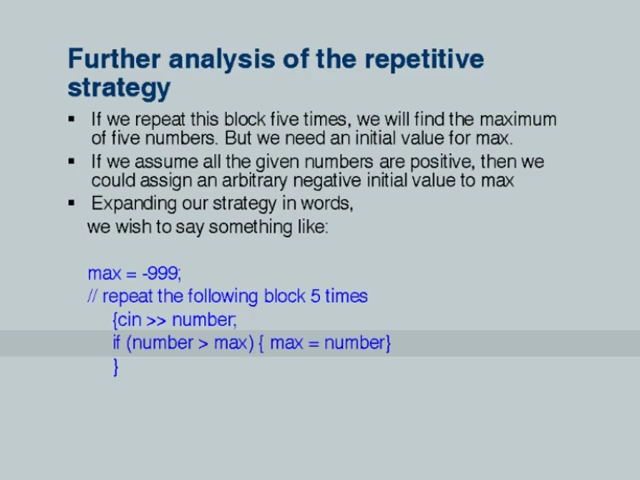 Further analysis of the repetitive
strategy
▪ If we repeat this block five times, we will find the maximum
of five numbers. But we need an initial value for max.
▪ If we assume all the given numbers are positive, then we
could assign an arbitrary negative initial value to max
▪ Expanding our strategy in words,
we wish to say something like:
max = -999;
// repeat the following block 5 times
{cin >> number;
if (number > max) { max = number}
}